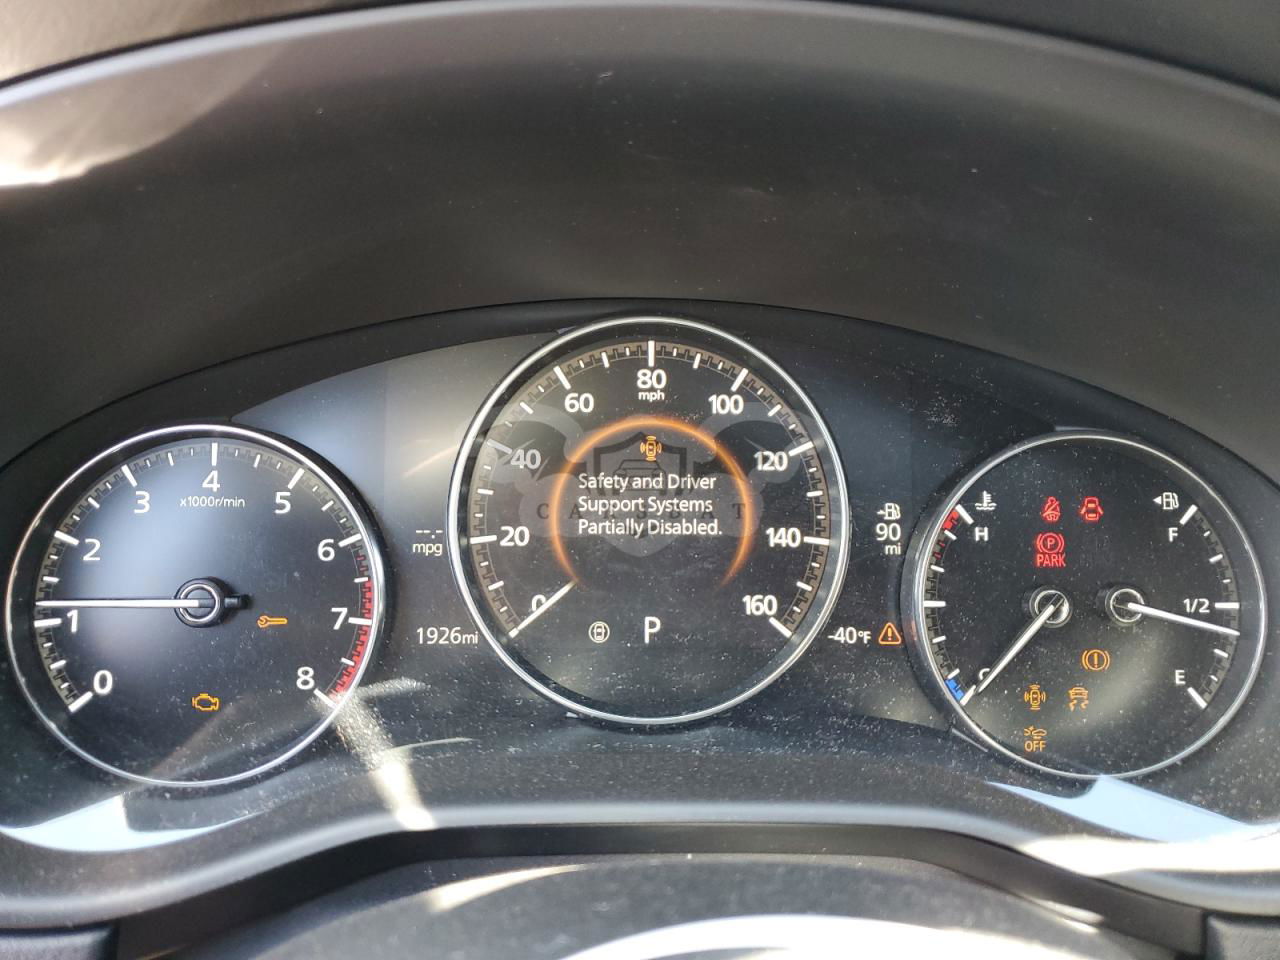 80
mph
60
100
40
120
20
140
0
160
Safety and Driver
Support Systems
Partially Disabled.
P
4
x1000r/min
3
5
2
6
1
7
0
8
--.-
mpg
1926mi
90
mi
-40°F
H
F
P
PARK
1/2
C
E
OFF